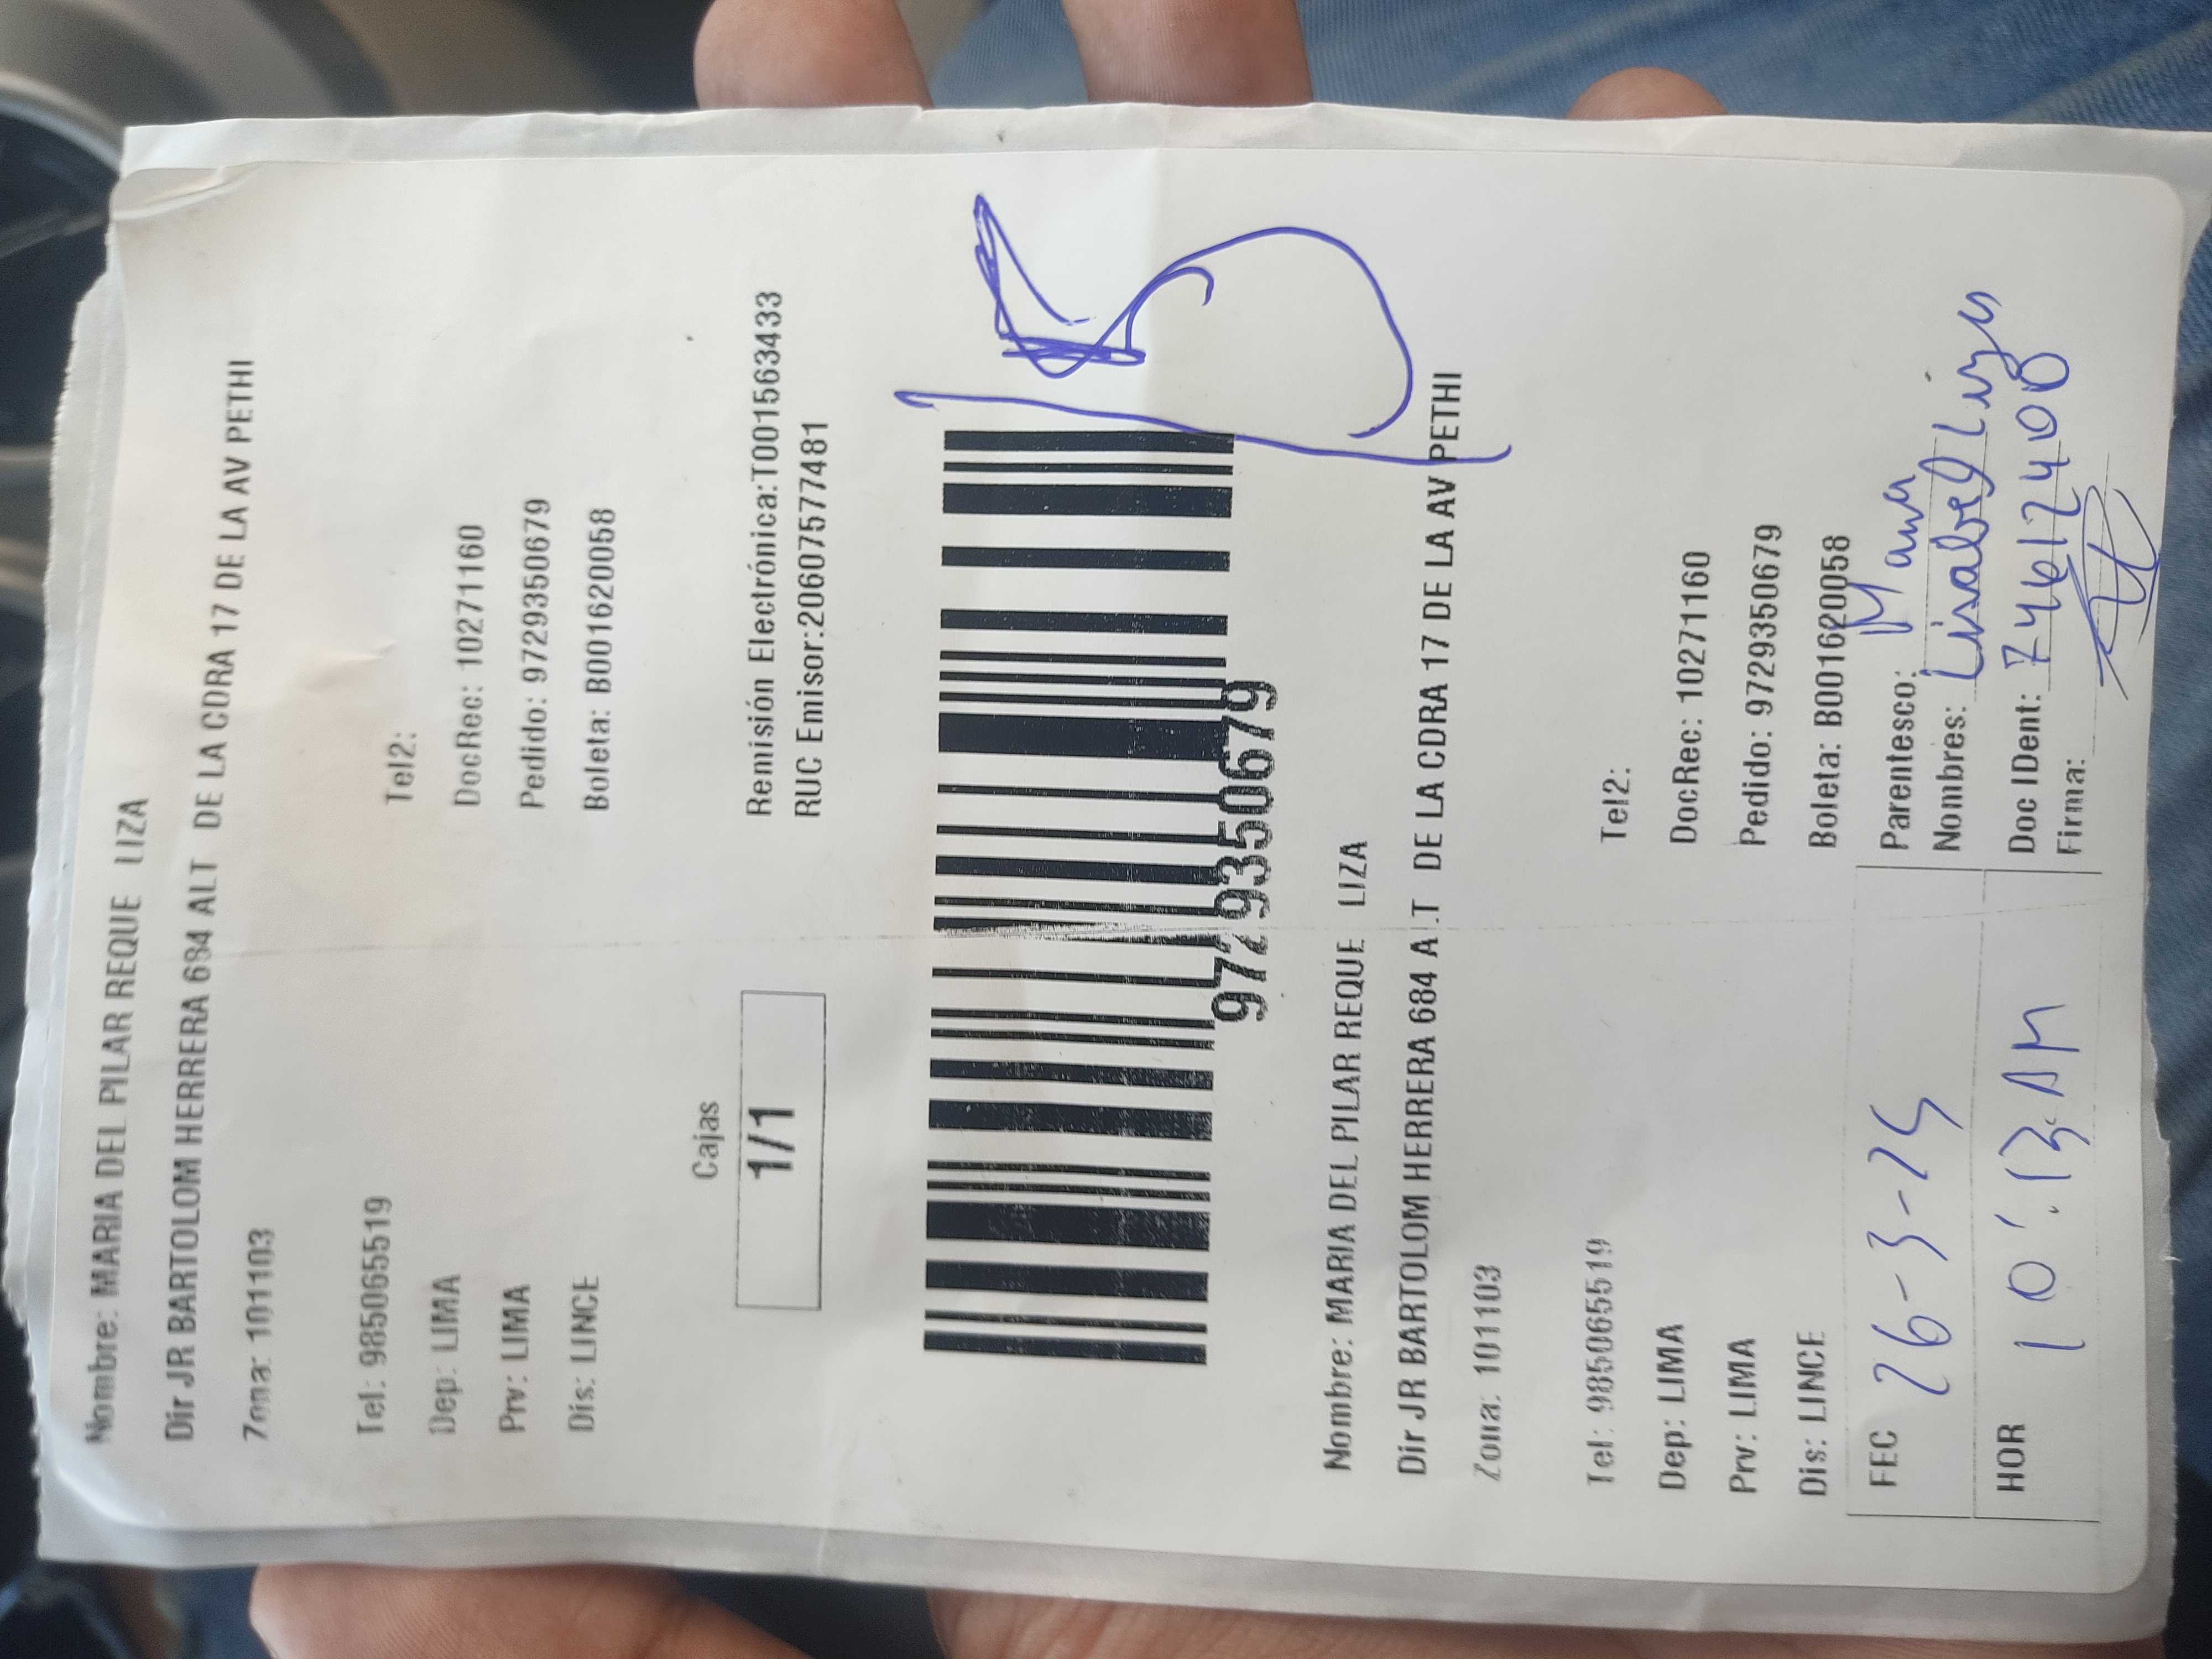 Nombre: MARIA DEL PILAR REQUE LIZA
Dir JR BARTOLOM HERRERA 684 ALT DE LA CDRA 17 DE LA AV PETHI
Zona: 101103
Tel: 985065519 Tel2:
Dep: LIMA DocRec: 10271160
Prv: LIMA Pedido: 9729350679
Dis: LINCE Boleta: B001620058
Cajas
1/1
Remisión Electrónica:T001563433
RUC Emisor:20607577481
9729350679
Nombre: MARIA DEL PILAR REQUE LIZA
Dir JR BARTOLOM HERRERA 684 ALT DE LA CDRA 17 DE LA AV PETHI
Zona: 101103
Tel: 985065519 Tel2:
Dep: LIMA DocRec: 10271160
Prv: LIMA Pedido: 9729350679
Dis: LINCE Boleta: B001620058
FEC 26-3-25 Parentesco:
Nombres:
HOR 10:13 AM Doc IDent: 74612400
Firma: